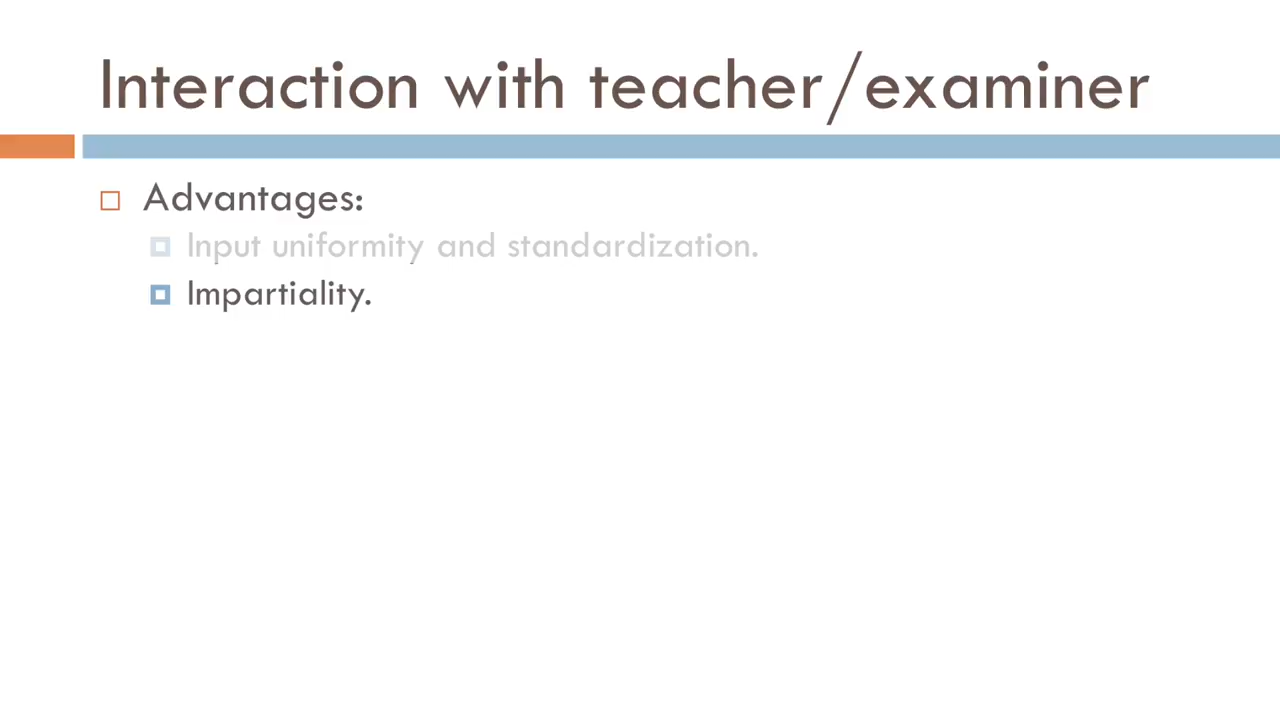 Interaction with teacher/examiner
Advantages:
Input uniformity and standardization.
Impartiality.